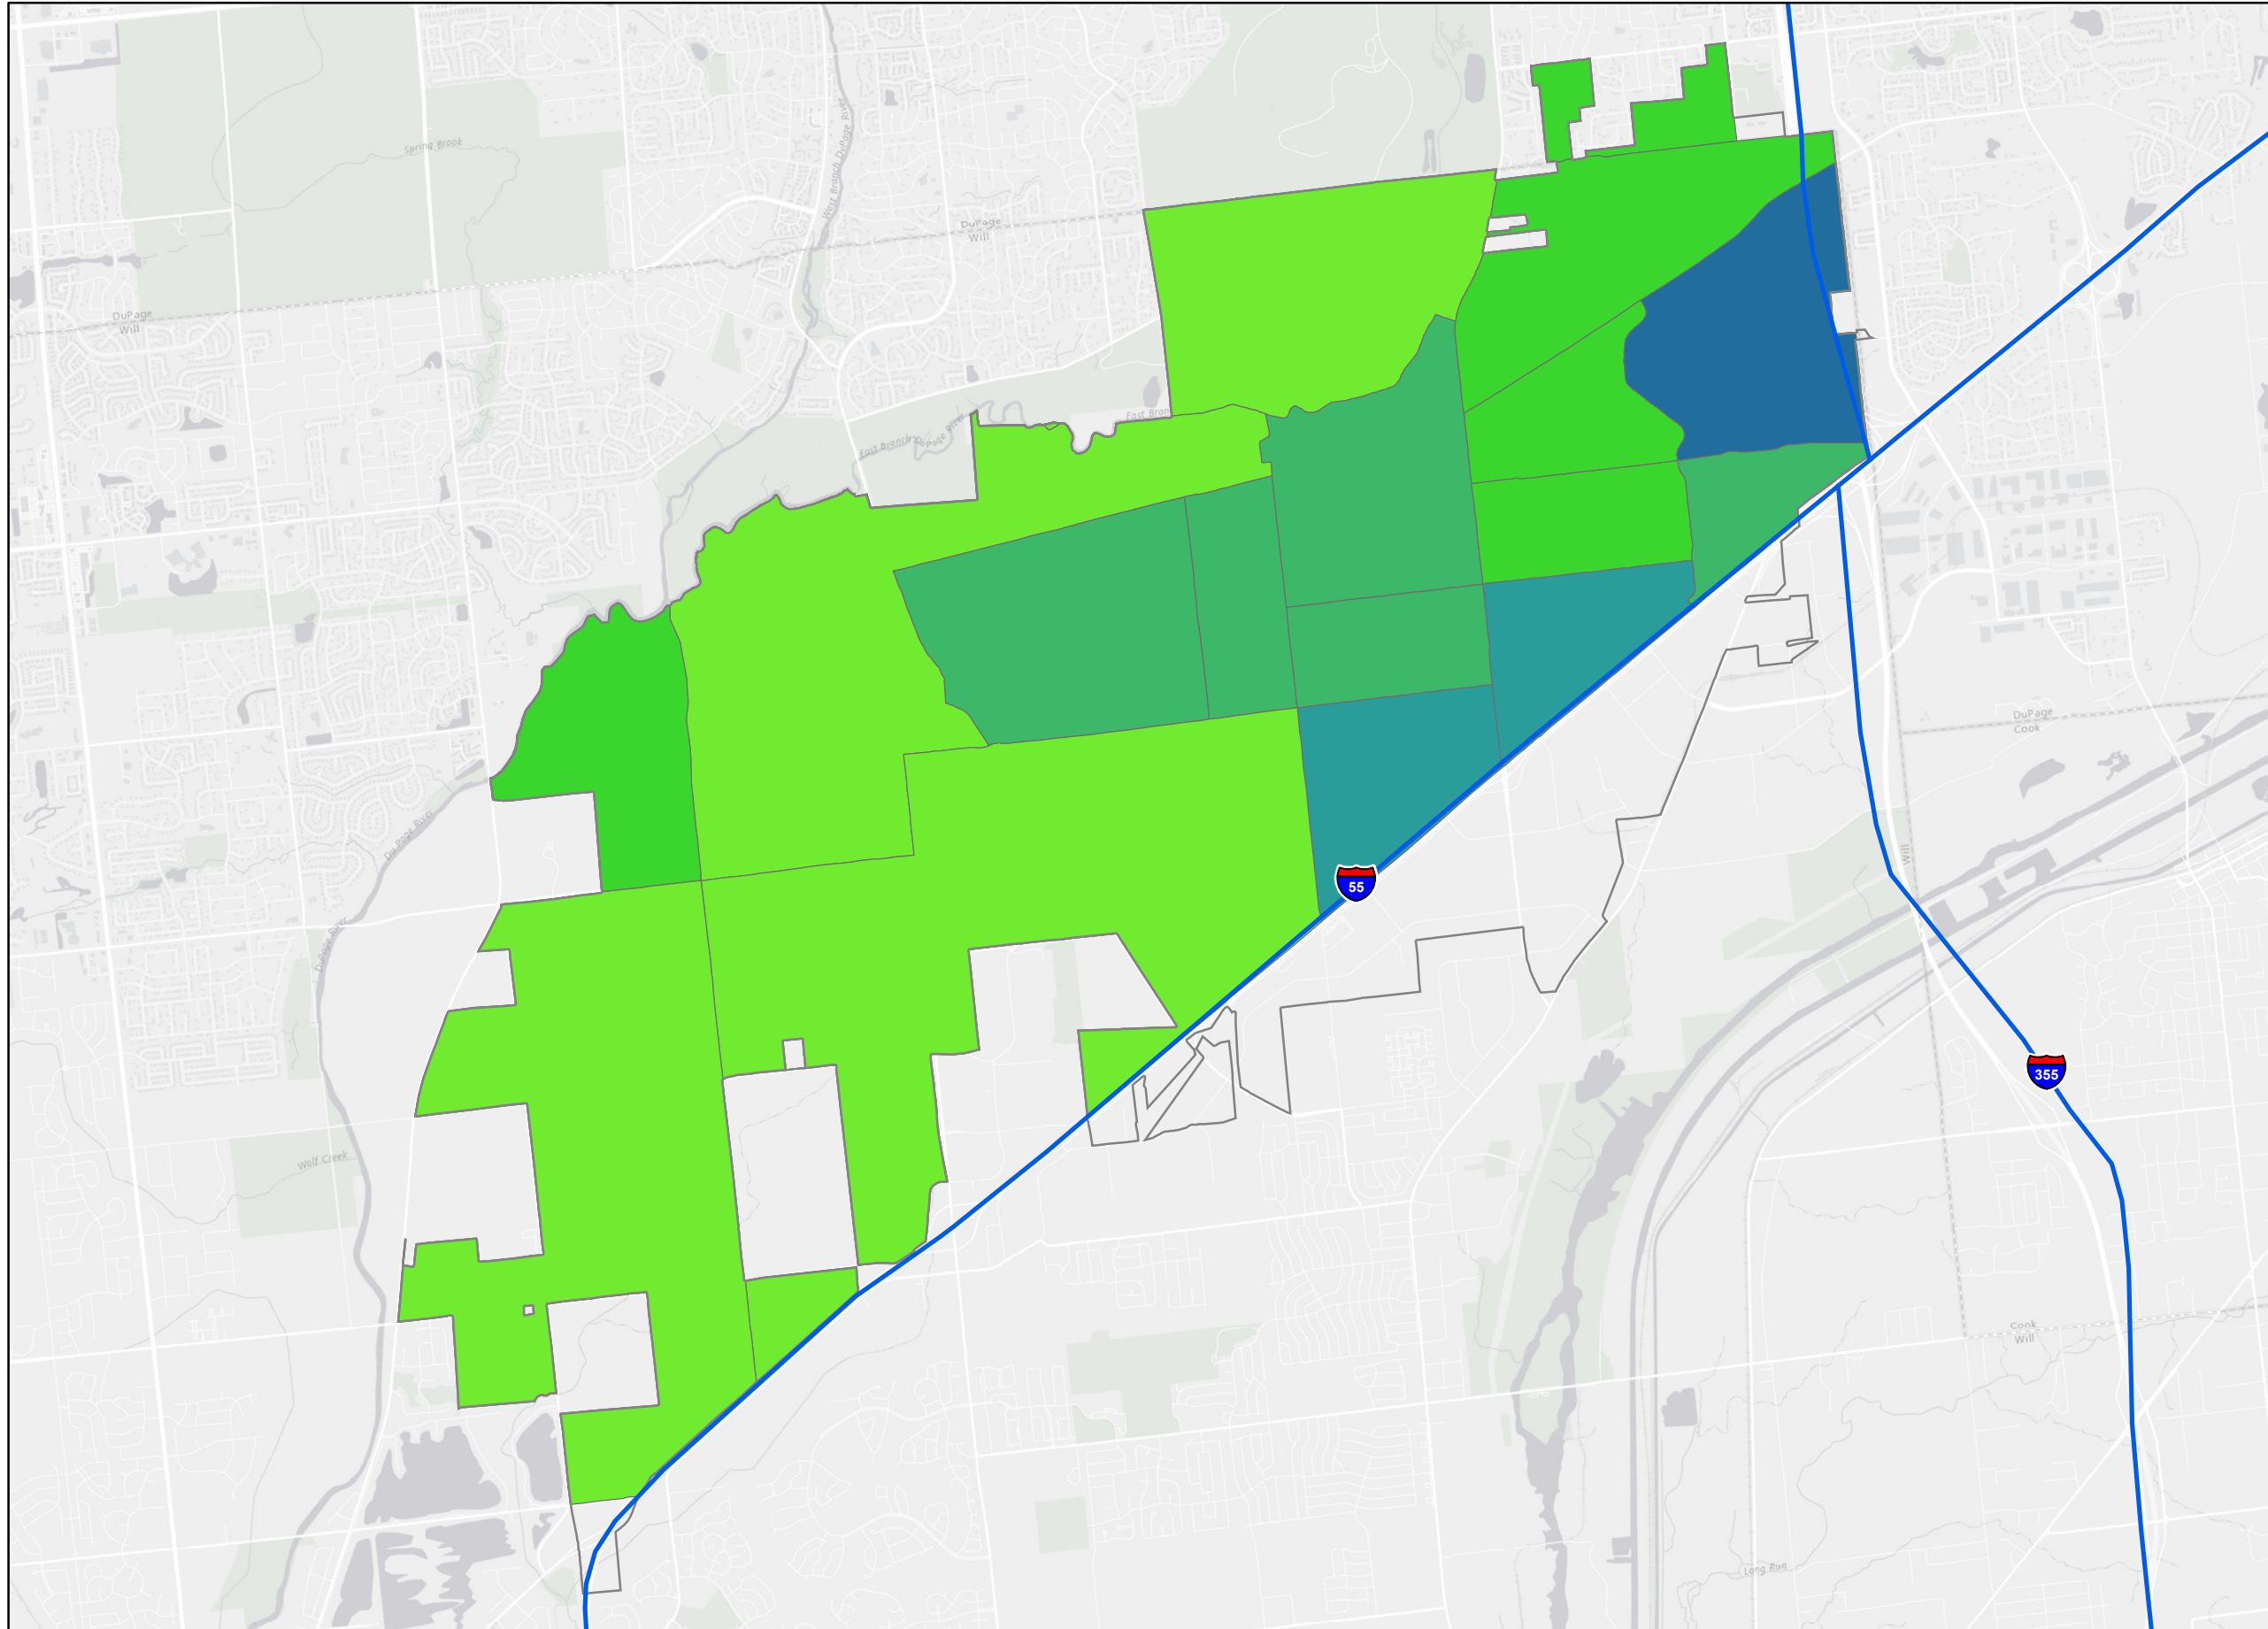 Spring Brook
West Branch DuPage River
DuPage
Will
DuPage
Will
East Bran
East Branch D
Page River
DuPage
Cook
DuPage River
Will
55
DuPage River
355
Wolf Creek
Cook
Will
Long Run